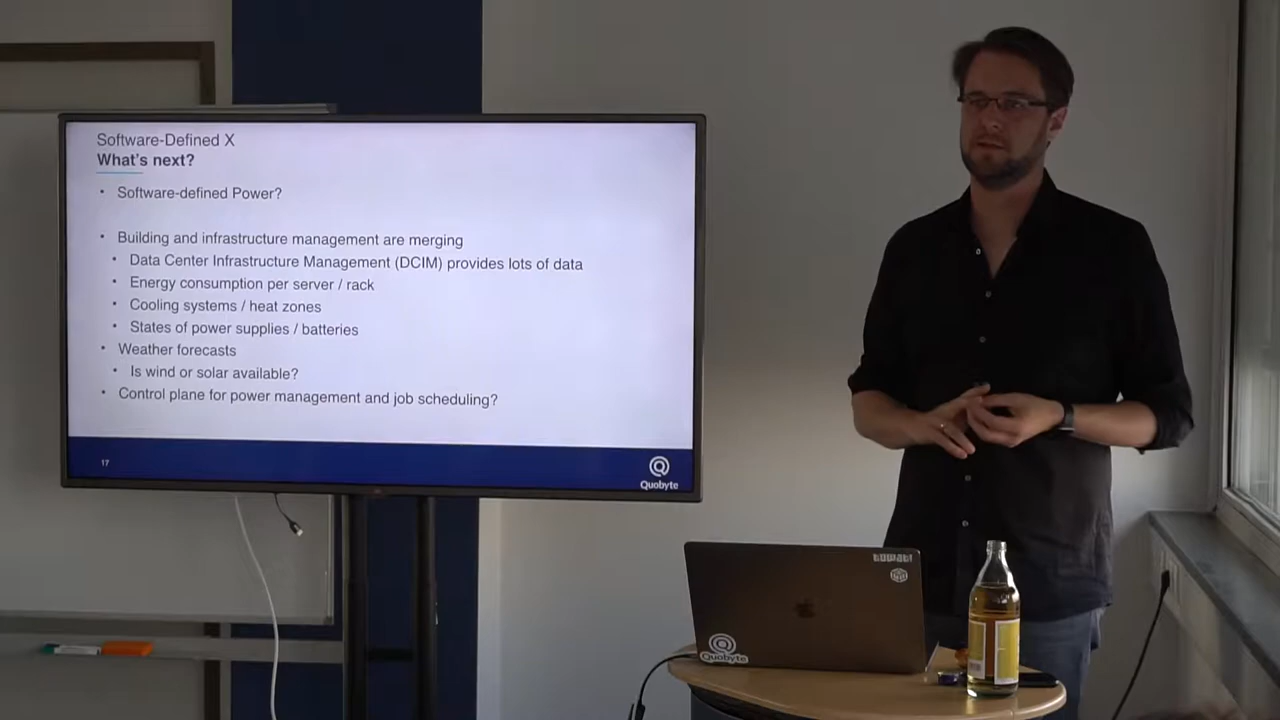 Software-Defined X
What's next?
• Software-defined Power?
• Building and infrastructure management are merging
• Data Center Infrastructure Management (DCIM) provides lots of data
• Energy consumption per server / rack
• Cooling systems / heat zones
• States of power supplies / batteries
• Weather forecasts
• Is wind or solar available?
• Control plane for power management and job scheduling?
17
Quobyte
Quobyte